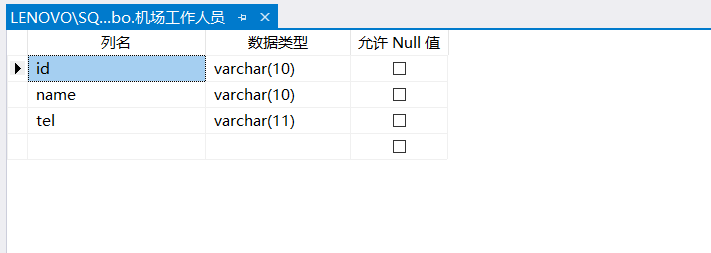 LENOVO\SQ...bo.机场工作人员
列名 数据类型 允许 Null 值
id varchar(10)
name varchar(10)
tel varchar(11)